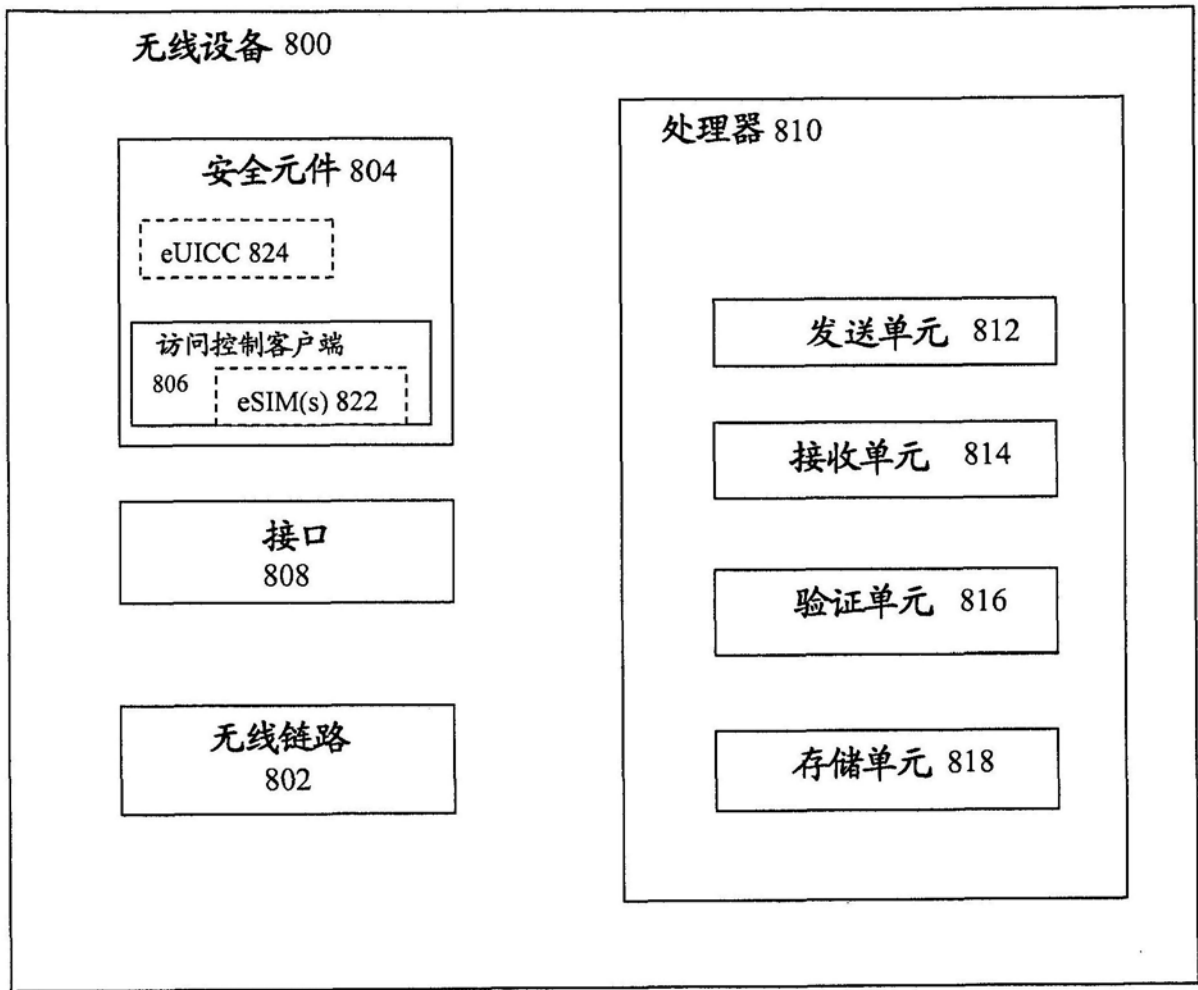 无线设备 800
安全元件 804
eUICC 824
访问控制客户端
806
eSIM(s) 822
接口
808
无线链路
802
处理器 810
发送单元 812
接收单元 814
验证单元 816
存储单元 818